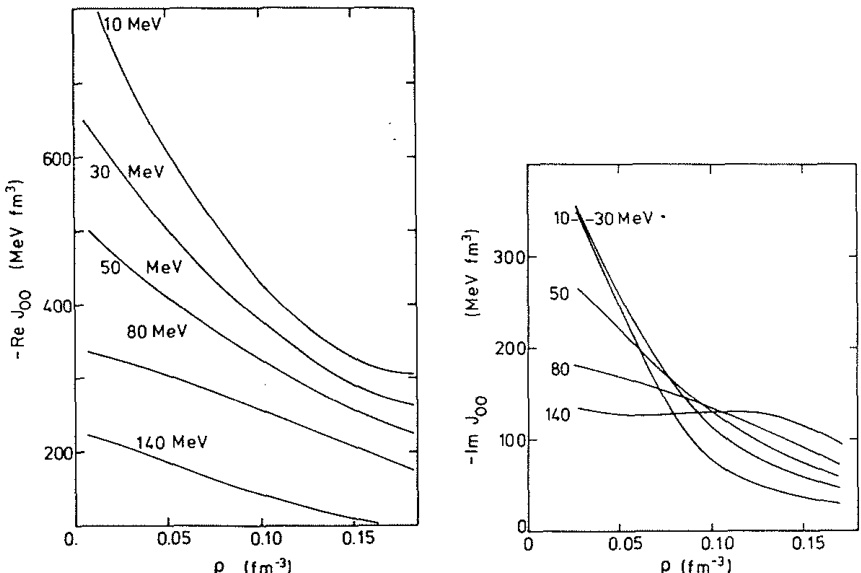 10 MeV
600
30 MeV
50 MeV
400
80 MeV
200
140 MeV
-Re J00 (MeV fm³)
0. 0.05 0.10 0.15
ρ (fm⁻³)
300
10--30 MeV
50
200
80
100
140
0
-Im J00 (MeV fm³)
0 0.05 0.10 0.15
ρ (fm⁻³)